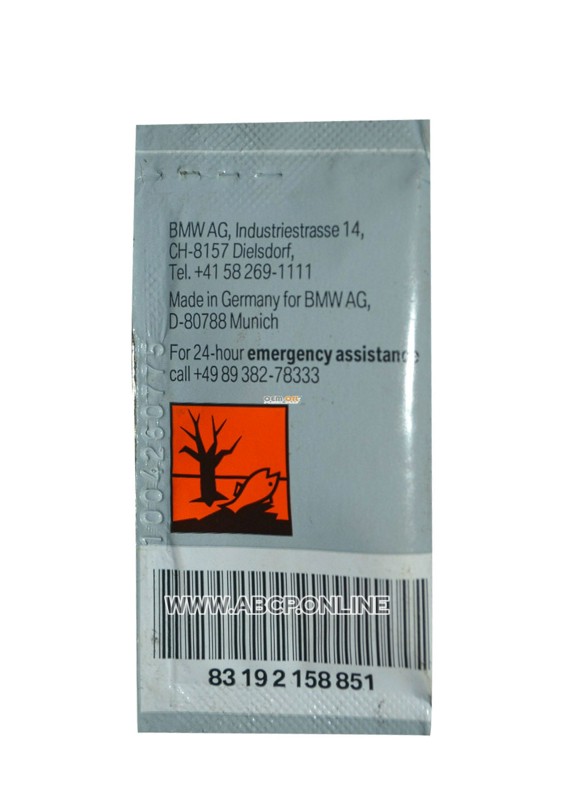 BMW AG, Industriestrasse 14,
CH-8157 Dielsdorf,
Tel. +41 58 269-1111
Made in Germany for BMW AG,
D-80788 Munich
For 24-hour emergency assistance
call +49 89 382-78333
1004260775
WWW.ABCP.ONLINE
83 19 2 158 851